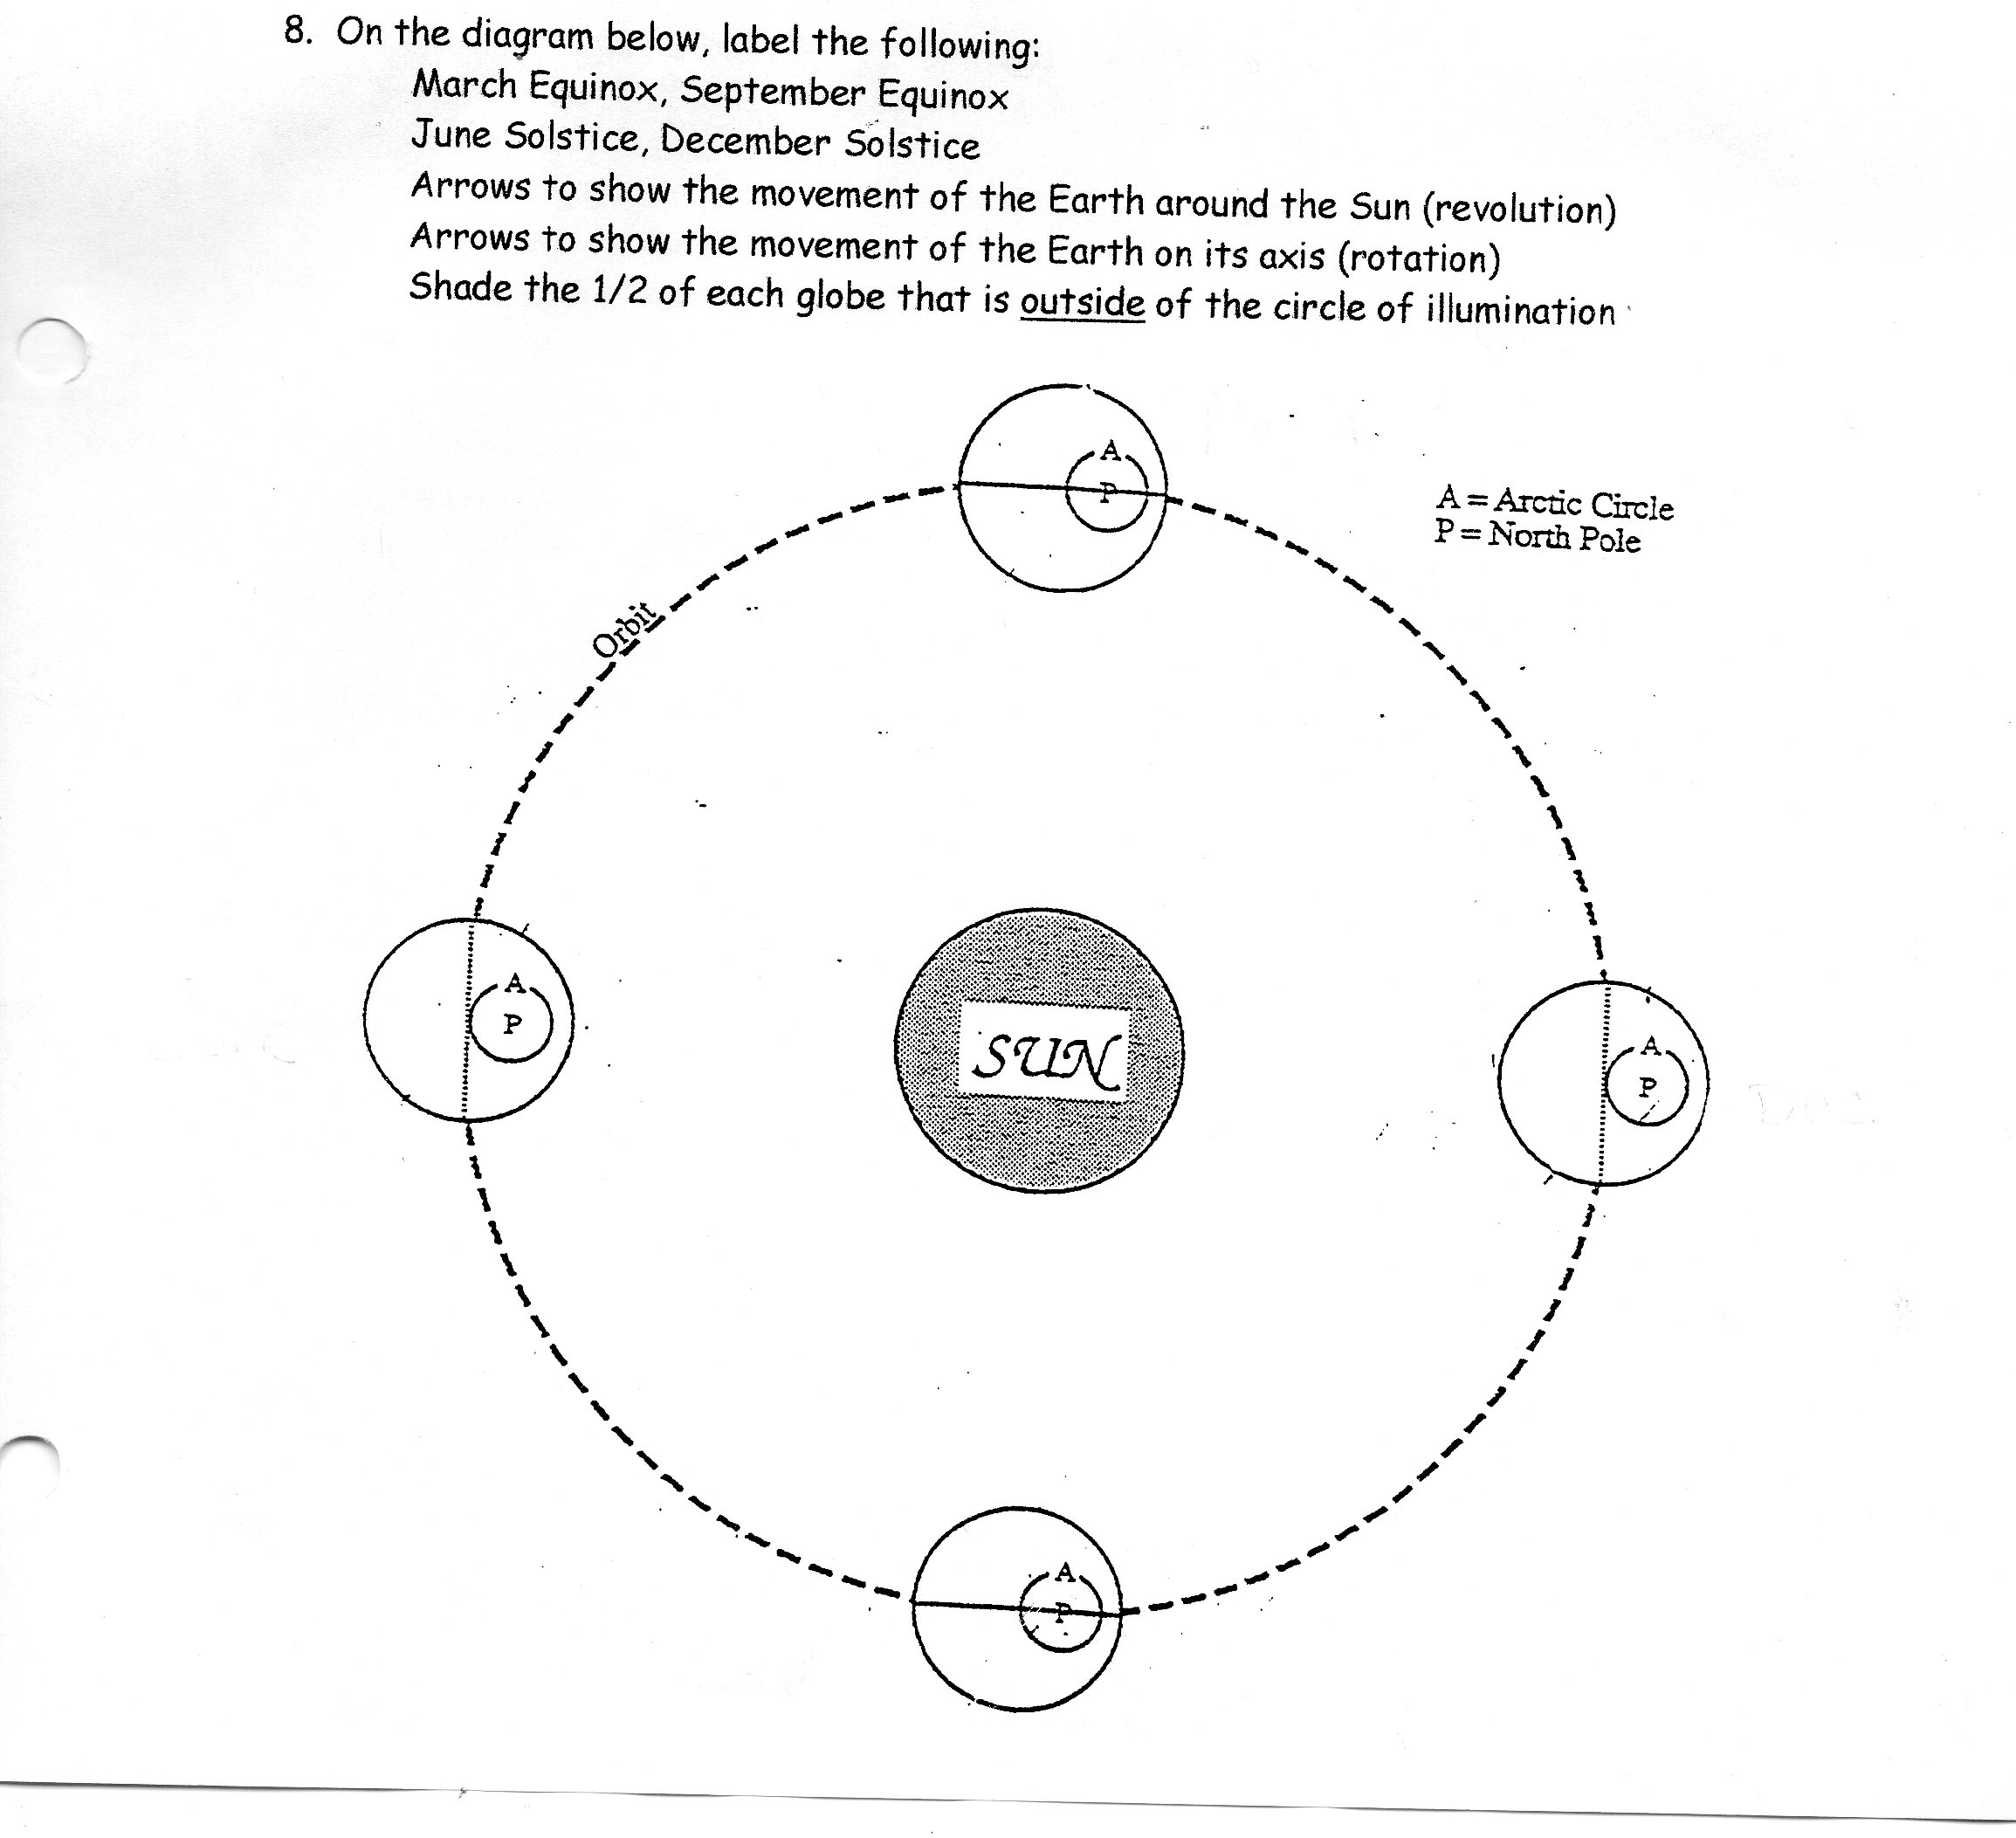 8. On the diagram below, label the following:
March Equinox, September Equinox
June Solstice, December Solstice
Arrows to show the movement of the Earth around the Sun (revolution)
Arrows to show the movement of the Earth on its axis (rotation)
Shade the 1/2 of each globe that is outside of the circle of illumination
A
P
A = Arctic Circle
P = North Pole
Orbit
A
P
SUN
A
P
A
P